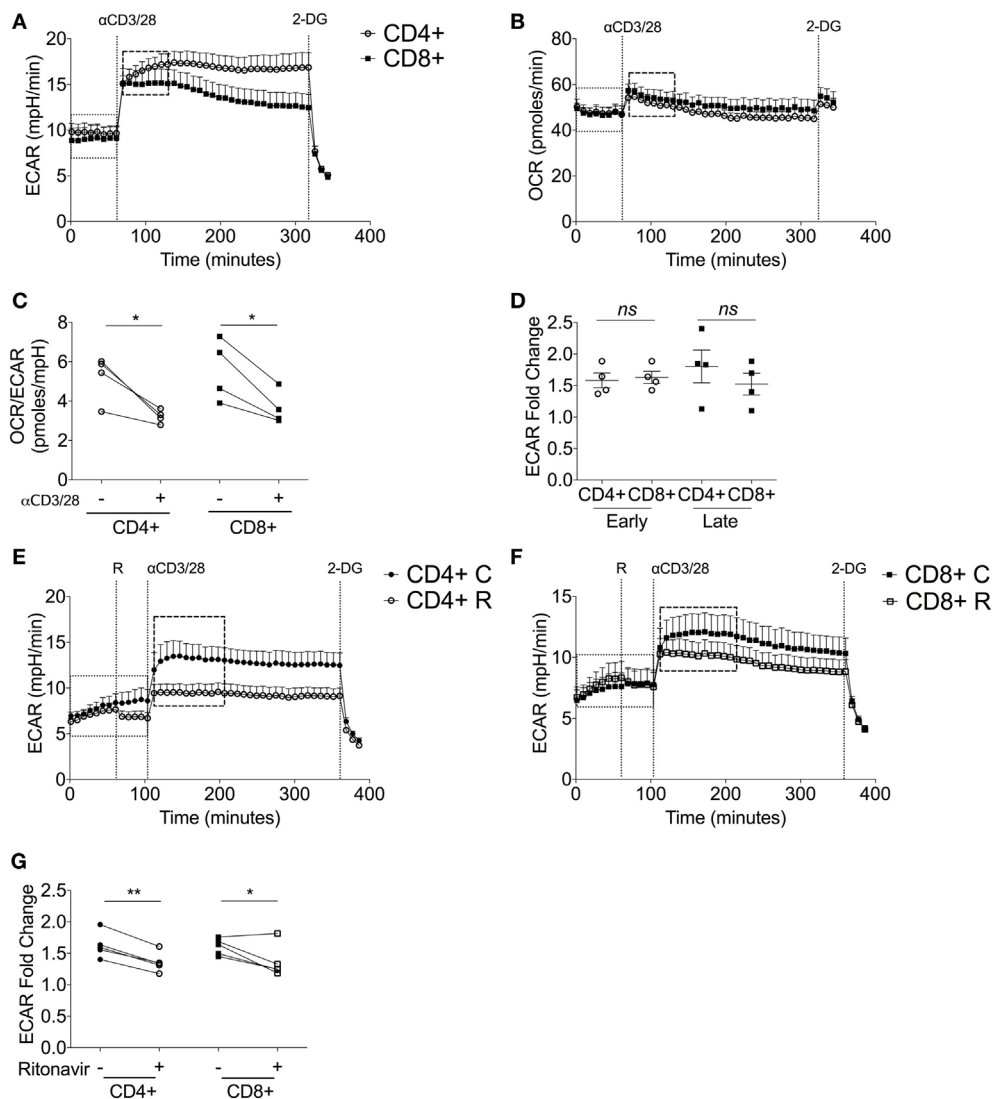 A
αCD3/28
2-DG
CD4+
CD8+
ECAR (mpH/min)
20
15
10
5
0
0 100 200 300 400
Time (minutes)
B
αCD3/28
2-DG
OCR (pmoles/min)
80
60
40
20
0
0 100 200 300 400
Time (minutes)
C
* *
OCR/ECAR
(pmoles/mpH)
8
6
4
2
0
αCD3/28 - + - +
CD4+ CD8+
D
ns ns
ECAR Fold Change
2.5
2.0
1.5
1.0
0.5
0.0
CD4+ CD8+ CD4+ CD8+
Early Late
E
R αCD3/28 2-DG
CD4+ C
CD4+ R
ECAR (mpH/min)
20
15
10
5
0
0 100 200 300 400
Time (minutes)
F
R αCD3/28 2-DG
CD8+ C
CD8+ R
ECAR (mpH/min)
15
10
5
0
0 100 200 300 400
Time (minutes)
G
** *
ECAR Fold Change
2.5
2.0
1.5
1.0
0.5
0.0
Ritonavir - + - +
CD4+ CD8+